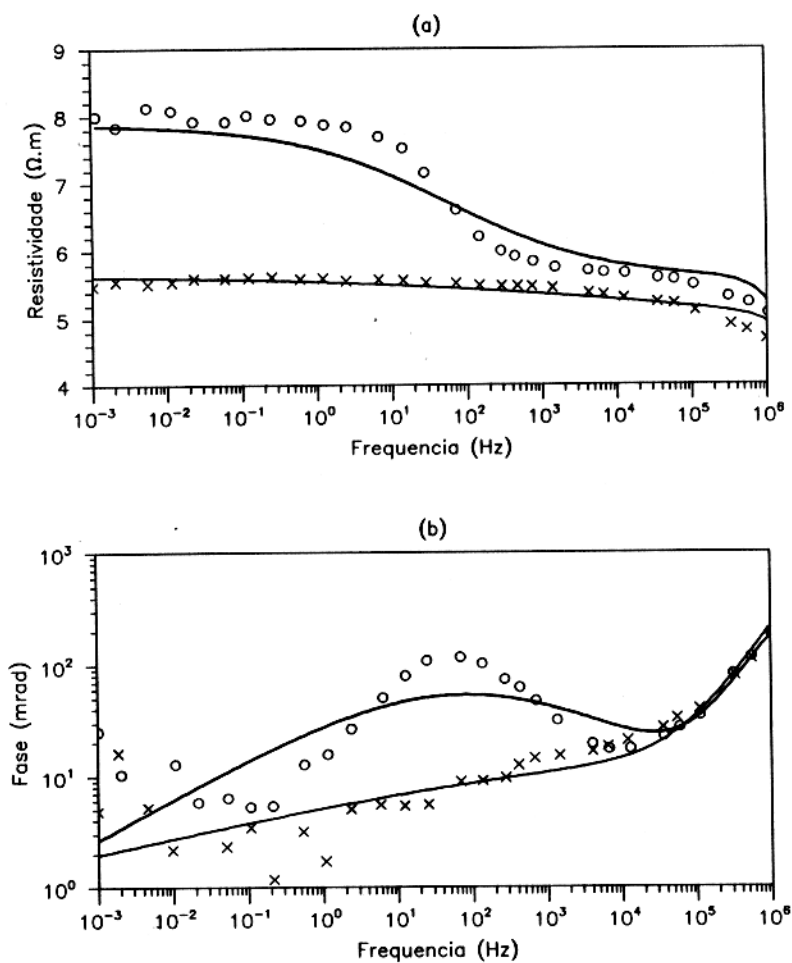 (a)
9
8
7
6
5
4
Resistividade (Ω.m)
10⁻³ 10⁻² 10⁻¹ 10⁰ 10¹ 10² 10³ 10⁴ 10⁵ 10⁶
Frequencia (Hz)
(b)
10³
10²
10¹
10⁰
Fase (mrad)
10⁻³ 10⁻² 10⁻¹ 10⁰ 10¹ 10² 10³ 10⁴ 10⁵ 10⁶
Frequencia (Hz)